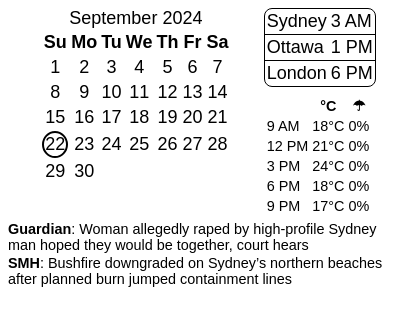 September 2024
Su Mo Tu We Th Fr Sa
1 2 3 4 5 6 7
8 9 10 11 12 13 14
15 16 17 18 19 20 21
22 23 24 25 26 27 28
29 30
Sydney 3 AM
Ottawa 1 PM
London 6 PM
°C ☂
9 AM 18°C 0%
12 PM 21°C 0%
3 PM 24°C 0%
6 PM 18°C 0%
9 PM 17°C 0%
Guardian: Woman allegedly raped by high-profile Sydney
man hoped they would be together, court hears
SMH: Bushfire downgraded on Sydney's northern beaches
after planned burn jumped containment lines